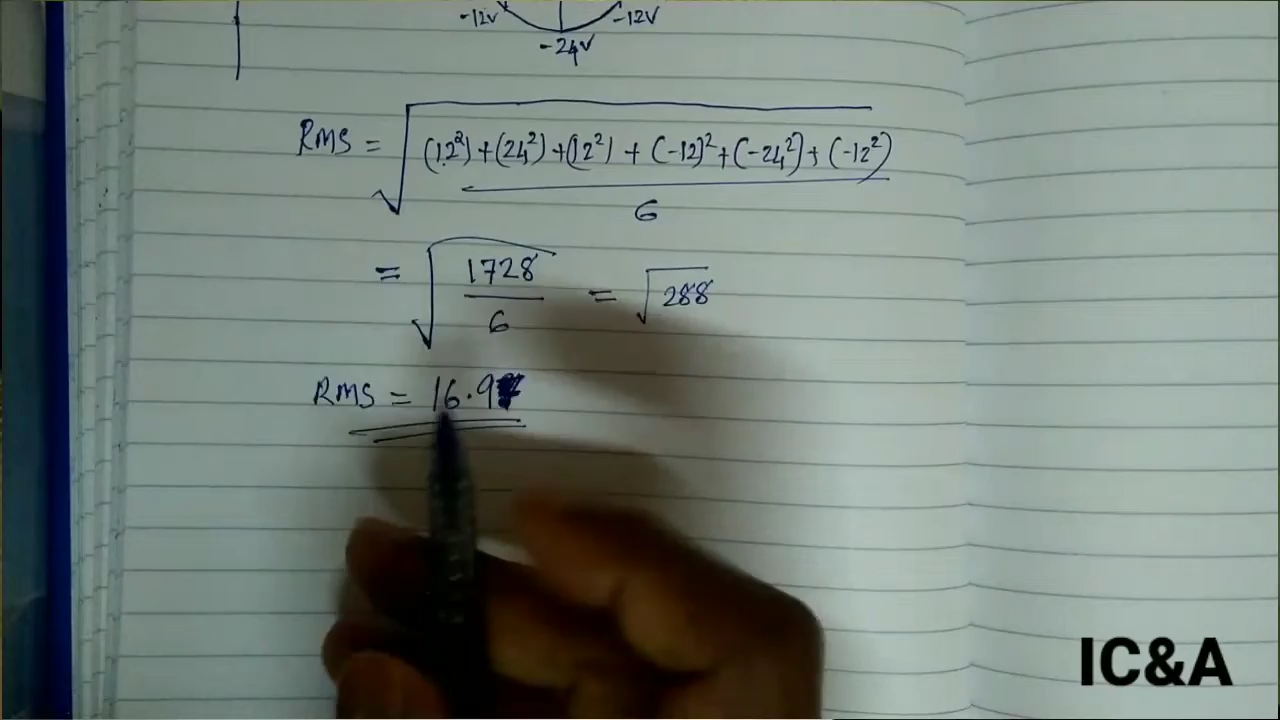 -12V -12V
-24V
RMS = √((12²)+(24²)+(12²) + (-12)²+(-24²)+(-12²))/6
= √1728/6 = √288
RMS = 16.9
IC&A